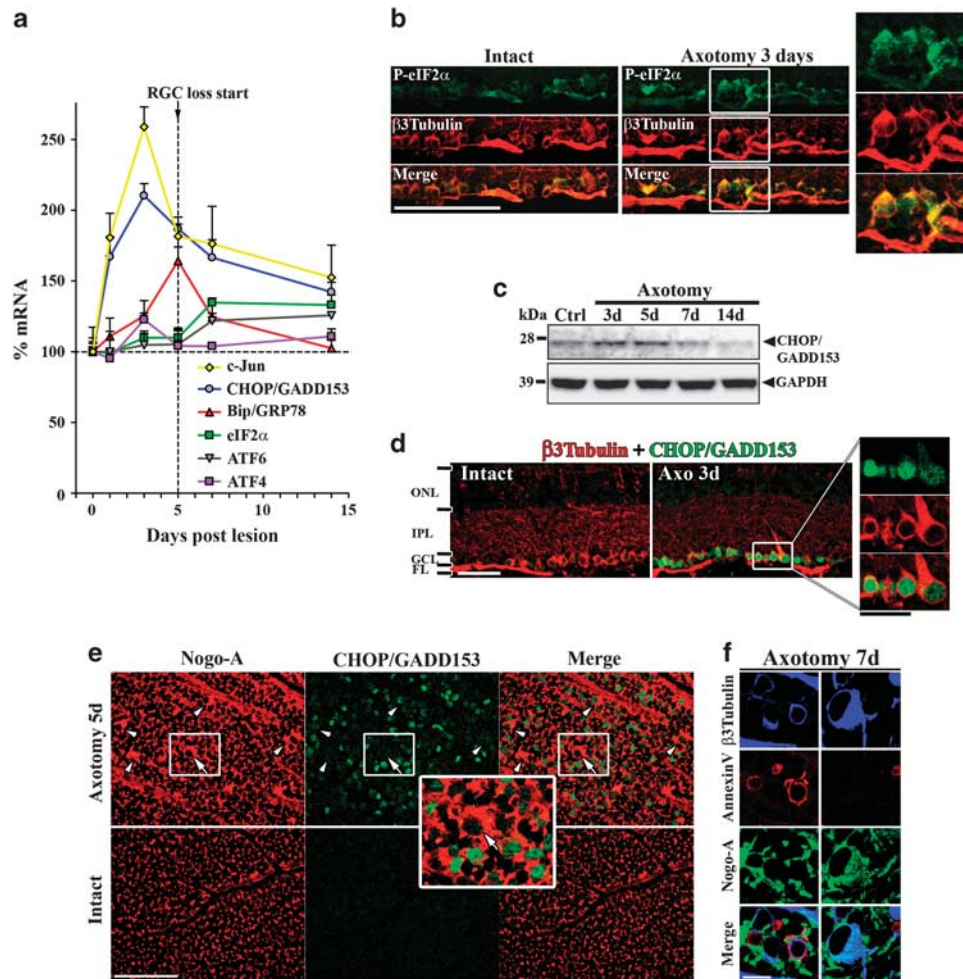 a
RGC loss start
% mRNA
250
200
150
100
50
0
0
5
10
15
Days post lesion
c-Jun
CHOP/GADD153
Bip/GRP78
eIF2α
ATF6
ATF4
b
Intact
Axotomy 3 days
P-eIF2α
P-eIF2α
β3Tubulin
β3Tubulin
Merge
Merge
c
Axotomy
kDa Ctrl 3d 5d 7d 14d
28
CHOP/
GADD153
39
GAPDH
d
β3Tubulin + CHOP/GADD153
Intact
Axo 3d
ONL
IPL
GCL
FL
e
Nogo-A
CHOP/GADD153
Merge
Axotomy 5d
Intact
f
Axotomy 7d
β3Tubulin
AnnexinV
Nogo-A
Merge